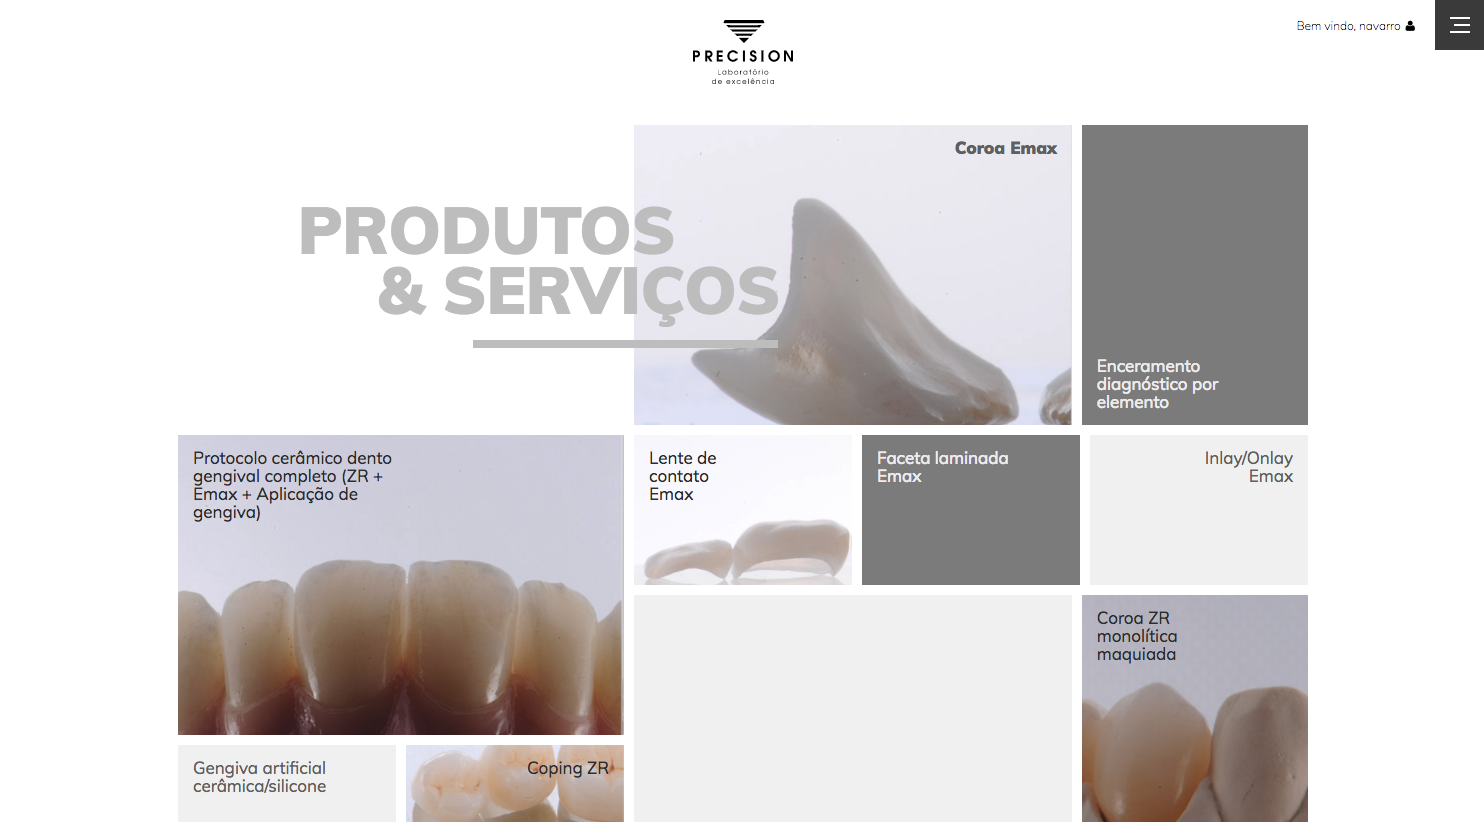 PRECISION
Laboratório
de excelência
Bem vindo, navarro
PRODUTOS
& SERVIÇOS
Coroa Emax
Enceramento
diagnóstico por
elemento
Protocolo cerâmico dento
gengival completo (ZR +
Emax + Aplicação de
gengiva)
Lente de
contato
Emax
Faceta laminada
Emax
Inlay/Onlay
Emax
Coroa ZR
monolítica
maquiada
Gengiva artificial
cerâmica/silicone
Coping ZR